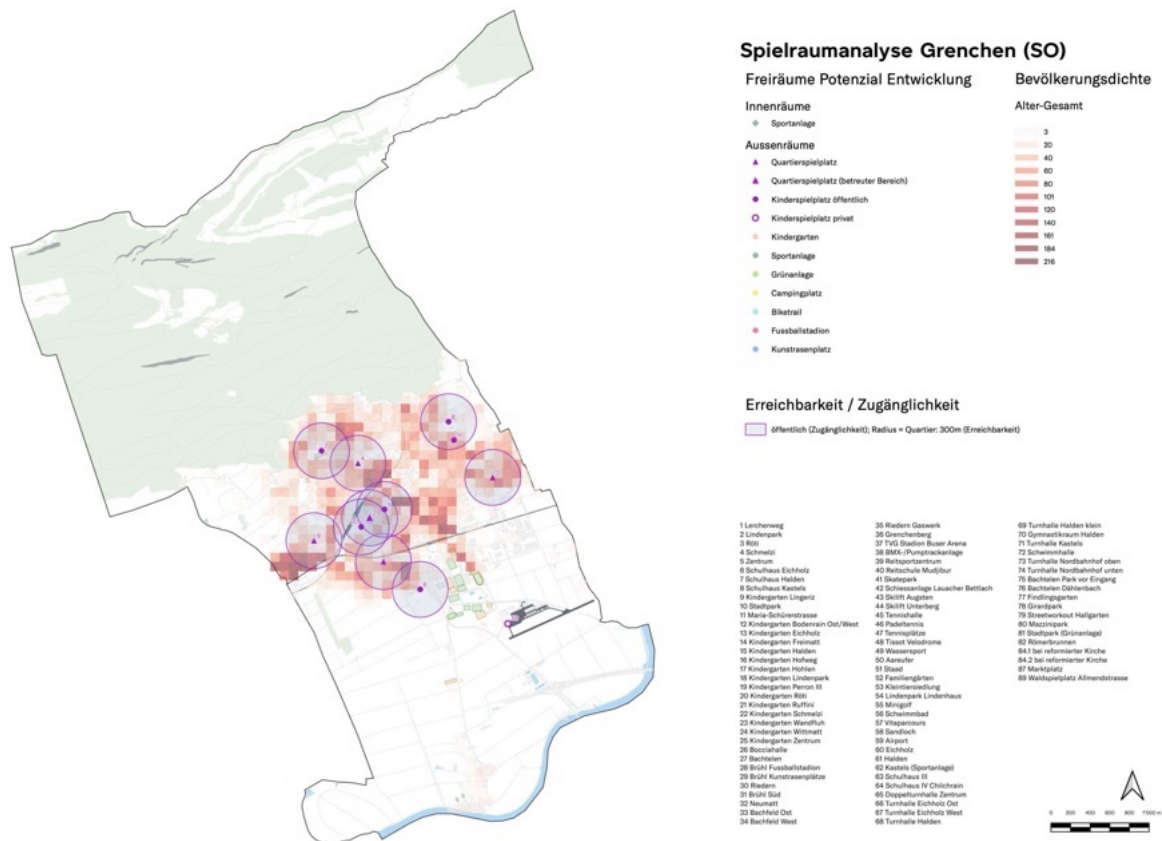 Spielraumanalyse Grenchen (SO)
Freiräume Potenzial Entwicklung
Innenräume
Sportanlage
Aussenräume
Quartierspielplatz
Quartierspielplatz (betreuter Bereich)
Kinderspielplatz öffentlich
Kinderspielplatz privat
Kindergarten
Sportanlage
Grünanlage
Campingplatz
Biketrail
Fussballstadion
Kunstrasenplatz
Bevölkerungsdichte
Alter-Gesamt
3
20
40
60
80
101
120
140
161
184
216
Erreichbarkeit / Zugänglichkeit
öffentlich (Zugänglichkeit); Radius = Quartier: 300m (Erreichbarkeit)
1 Lerchenweg
2 Lindenpark
3 Röti
4 Schmelzi
5 Zentrum
6 Schulhaus Eichholz
7 Schulhaus Halden
8 Schulhaus Kastels
9 Kindergarten Lingeriz
10 Stadtpark
11 Maria-Schürerstrasse
12 Kindergarten Bodenrain Ost/West
13 Kindergarten Eichholz
14 Kindergarten Freimatt
15 Kindergarten Halden
16 Kindergarten Hofweg
17 Kindergarten Hohlen
18 Kindergarten Lindenpark
19 Kindergarten Perron III
20 Kindergarten Röti
21 Kindergarten Ruffini
22 Kindergarten Schmelzi
23 Kindergarten Wandfluh
24 Kindergarten Wittmatt
25 Kindergarten Zentrum
26 Bocciahalle
27 Bachtelen
28 Brühl Fussballstadion
29 Brühl Kunstrasenplätze
30 Riedern
31 Brühl Süd
32 Neumatt
33 Bachfeld Ost
34 Bachfeld West
35 Riedern Gaswerk
36 Grenchenberg
37 TVG Stadion Buser Arena
38 BMX-/Pumptrackanlage
39 Reitsportzentrum
40 Reitschule Mudjibur
41 Skatepark
42 Schiessanlage Lauacher Bettlach
43 Skilift Augsten
44 Skilift Unterberg
45 Tennishalle
46 Padeltennis
47 Tennisplätze
48 Tissot Velodrome
49 Wassersport
50 Aareufer
51 Staad
52 Familiengärten
53 Kleintiersiedlung
54 Lindenpark Lindenhaus
55 Minigolf
56 Schwimmbad
57 Vitaparcours
58 Sandloch
59 Airport
60 Eichholz
61 Halden
62 Kastels (Sportanlage)
63 Schulhaus III
64 Schulhaus IV Chilchrain
65 Doppelturnhalle Zentrum
66 Turnhalle Eichholz Ost
67 Turnhalle Eichholz West
68 Turnhalle Halden
69 Turnhalle Halden klein
70 Gymnastikraum Halden
71 Turnhalle Kastels
72 Schwimmhalle
73 Turnhalle Nordbahnhof oben
74 Turnhalle Nordbahnhof unten
75 Bachtelen Park vor Eingang
76 Bachtelen Dählenbach
77 Findlingsgarten
78 Girardpark
79 Streetworkout Hallgarten
80 Mazzinipark
81 Stadtpark (Grünanlage)
82 Römerbrunnen
84.1 bei reformierter Kirche
84.2 bei reformierter Kirche
87 Marktplatz
89 Waldspielplatz Allmendstrasse
0 200 400 600 800 1'000 m